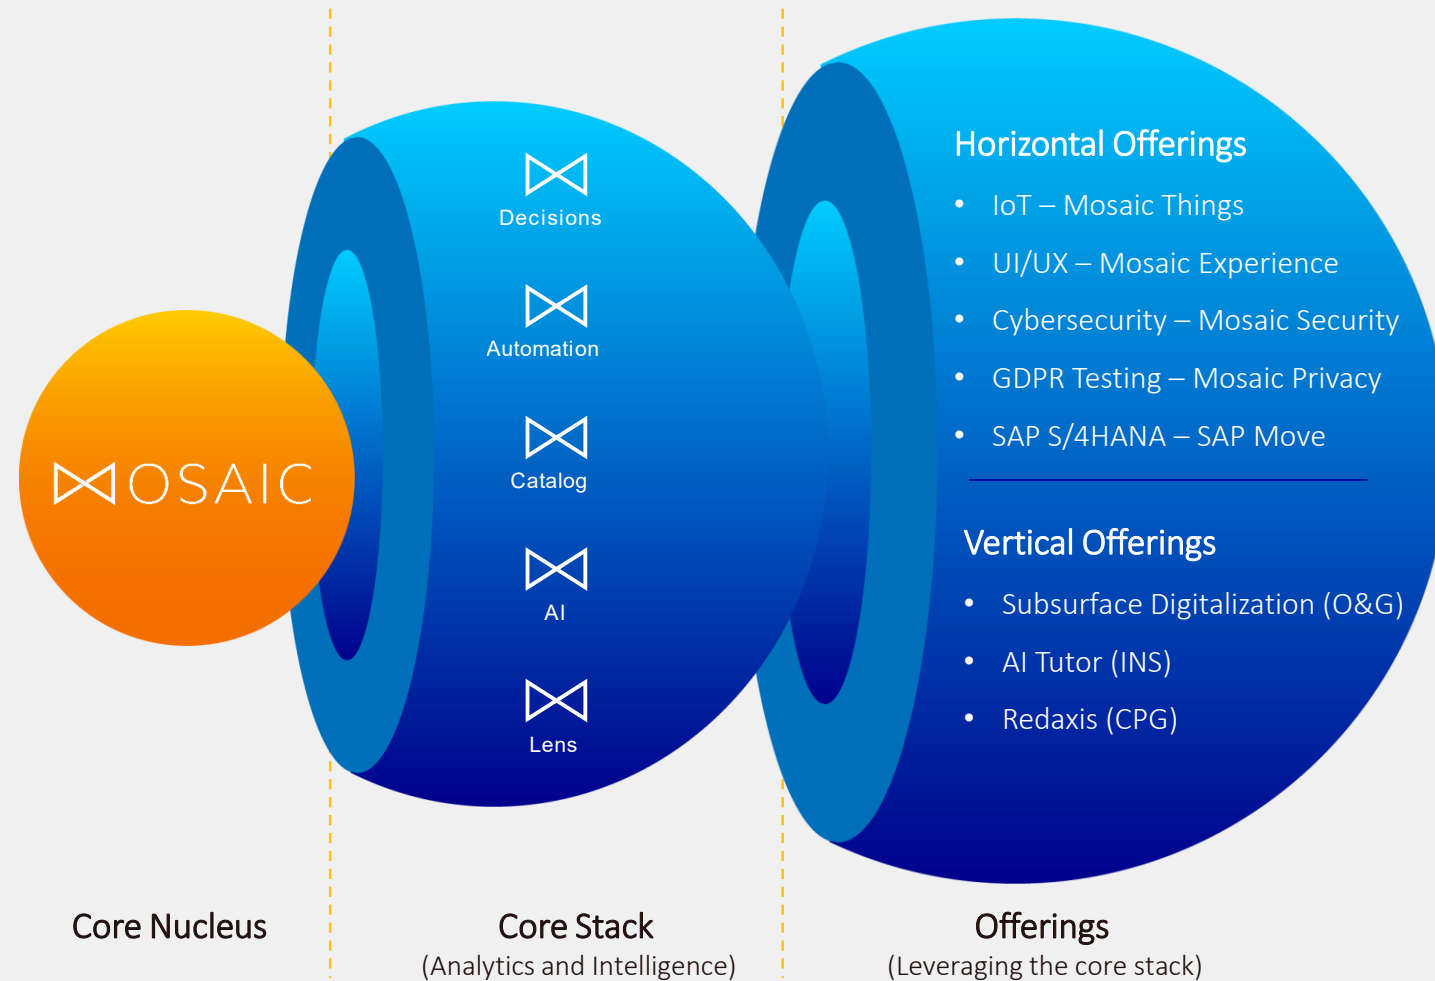 MOSAIC
Decisions
Automation
Catalog
AI
Lens
Horizontal Offerings
• IoT – Mosaic Things
• UI/UX – Mosaic Experience
• Cybersecurity – Mosaic Security
• GDPR Testing – Mosaic Privacy
• SAP S/4HANA – SAP Move
Vertical Offerings
• Subsurface Digitalization (O&G)
• AI Tutor (INS)
• Redaxis (CPG)
Core Nucleus
Core Stack
(Analytics and Intelligence)
Offerings
(Leveraging the core stack)